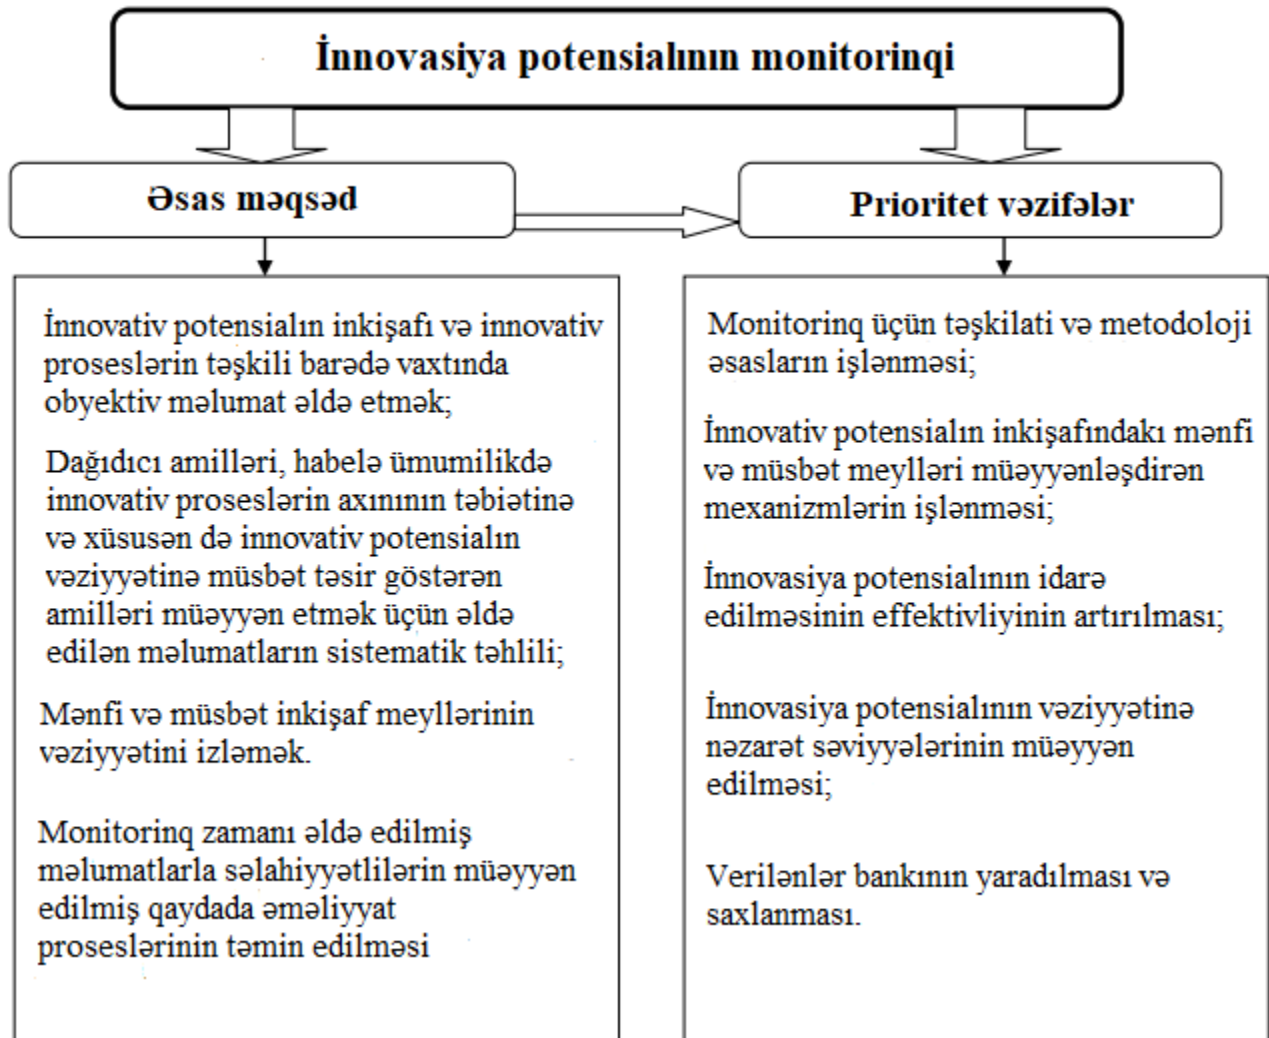 İnnovasiya potensialının monitorinqi
Əsas məqsəd
Prioritet vəzifələr
İnnovativ potensialın inkişafı və innovativ
proseslərin təşkili barədə vaxtında
obyektiv məlumat əldə etmək;
Dağıdıcı amilləri, habelə ümumilikdə
innovativ proseslərin axınının təbiətinə
və xüsusən də innovativ potensialın
vəziyyətinə müsbət təsir göstərən
amilləri müəyyən etmək üçün əldə
edilən məlumatların sistematik təhlili;
Mənfi və müsbət inkişaf meyllərinin
vəziyyətini izləmək.
Monitorinq zamanı əldə edilmiş
məlumatlarla səlahiyyətlilərin müəyyən
edilmiş qaydada əməliyyat
proseslərinin təmin edilməsi
Monitorinq üçün təşkilati və metodoloji
əsasların işlənməsi;
İnnovativ potensialın inkişafındakı mənfi
və müsbət meylləri müəyyənləşdirən
mexanizmlərin işlənməsi;
İnnovasiya potensialının idarə
edilməsinin effektivliyinin artırılması;
İnnovasiya potensialının vəziyyətinə
nəzarət səviyyələrinin müəyyən
edilməsi;
Verilənlər bankının yaradılması və
saxlanması.